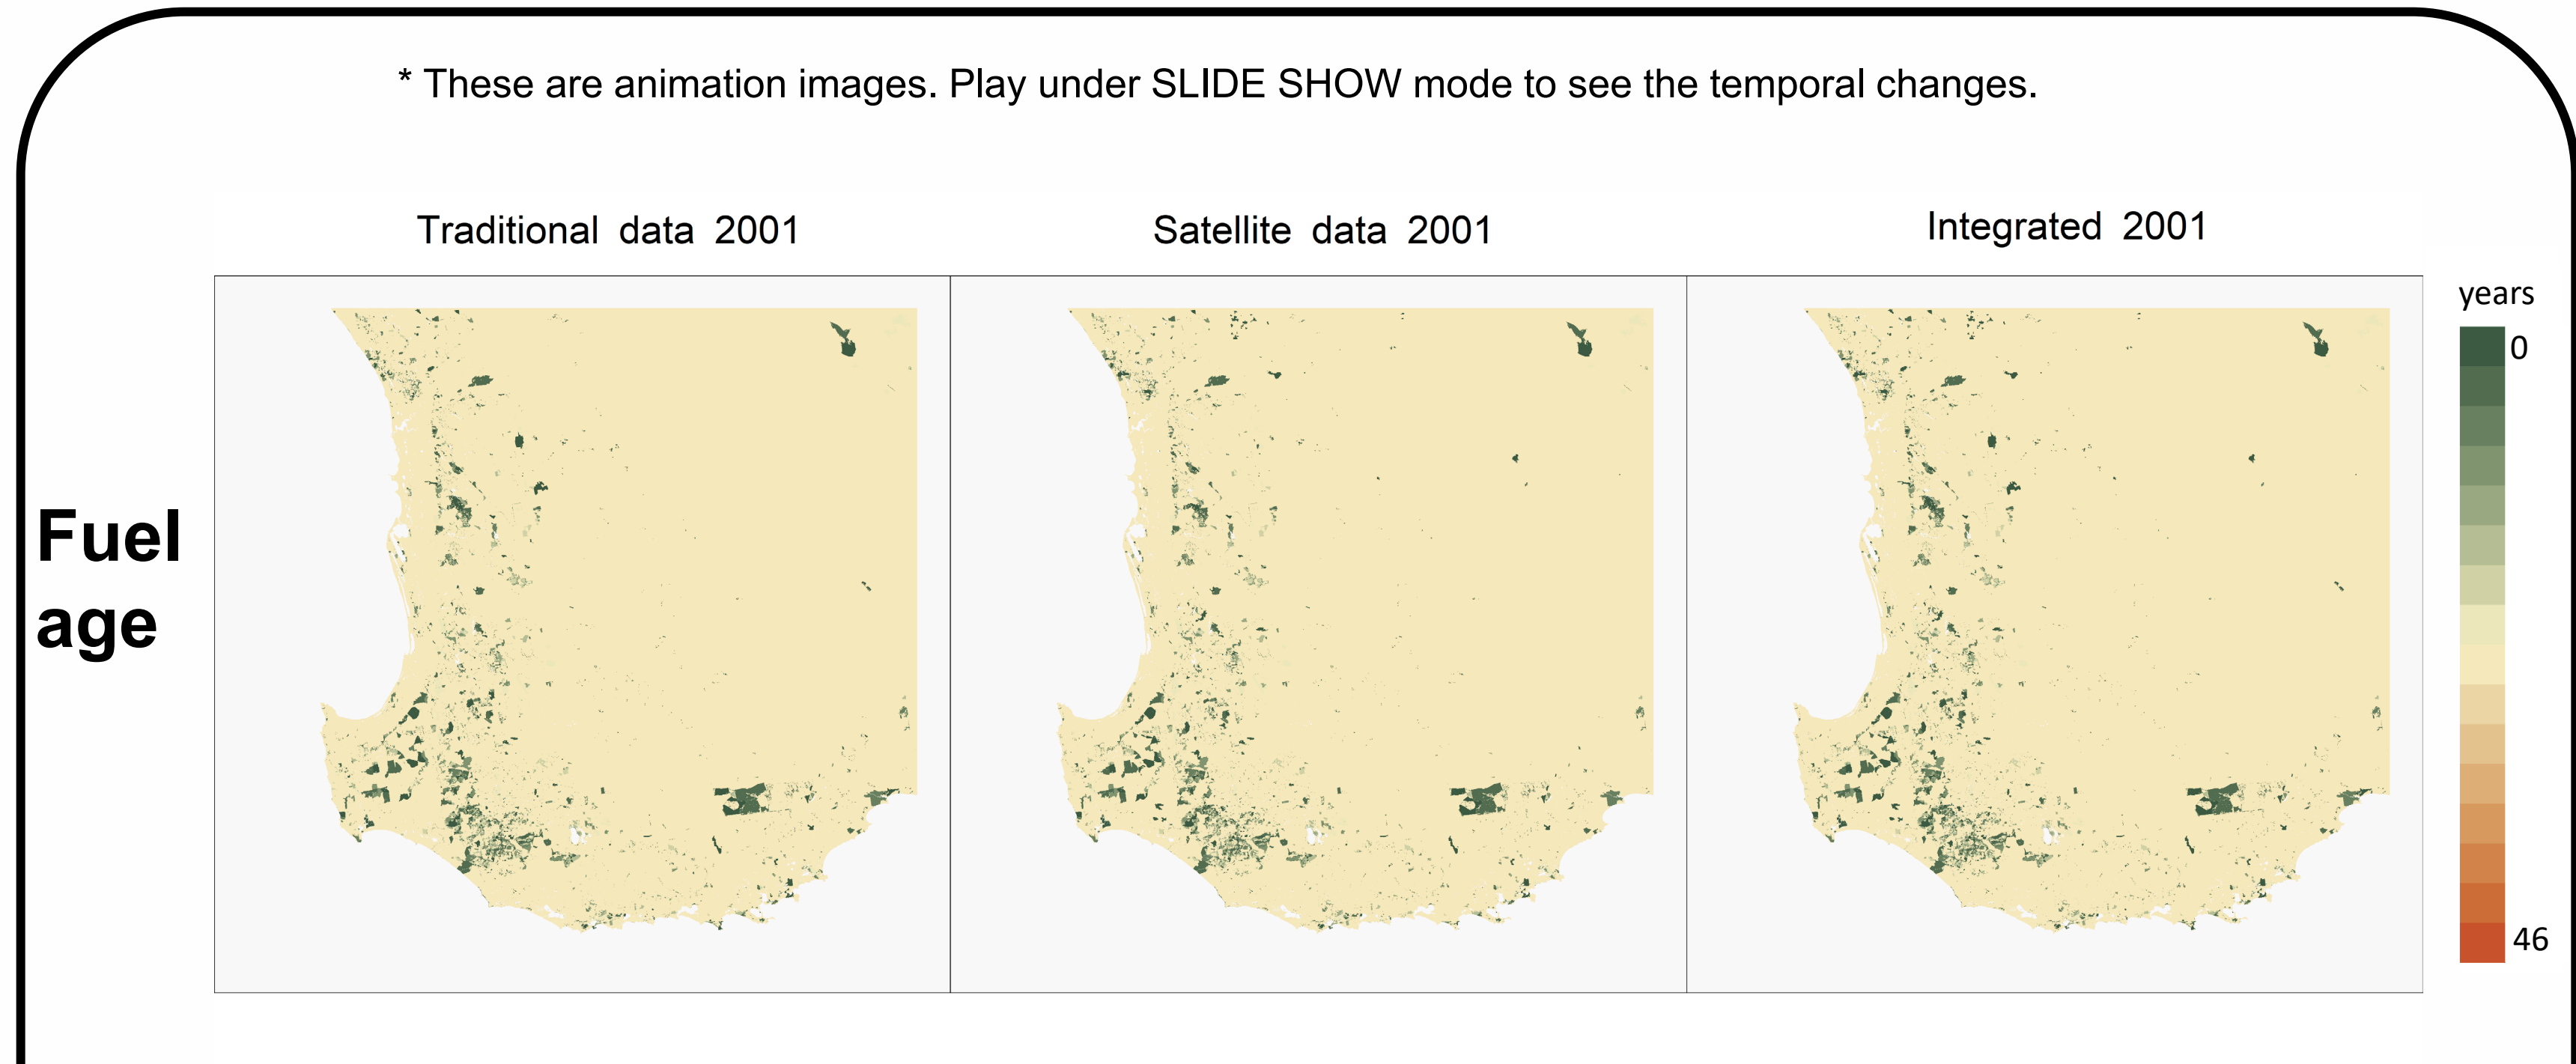 * These are animation images. Play under SLIDE SHOW mode to see the temporal changes.
Traditional data 2001
Satellite data 2001
Integrated 2001
years
0
46
Fuel
age